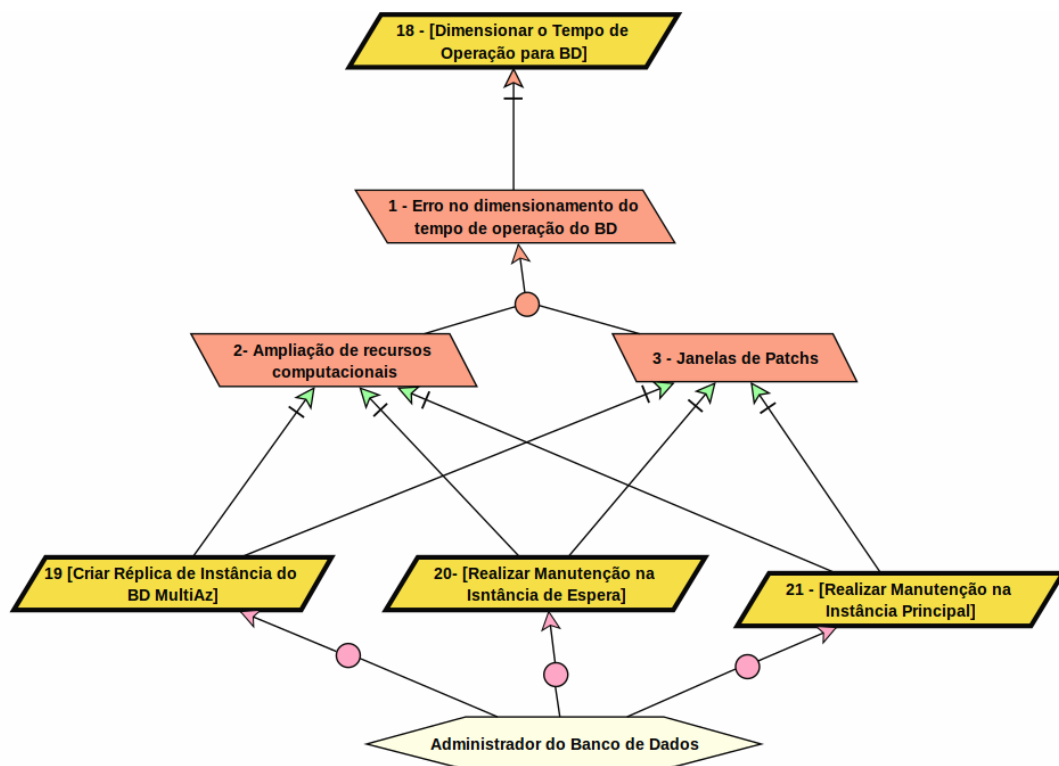 18 - [Dimensionar o Tempo de
Operação para BD]
1 - Erro no dimensionamento do
tempo de operação do BD
2- Ampliação de recursos
computacionais
3 - Janelas de Patchs
19 [Criar Réplica de Instância do
BD MultiAz]
20- [Realizar Manutenção na
Isntância de Espera]
21 - [Realizar Manutenção na
Instância Principal]
Administrador do Banco de Dados